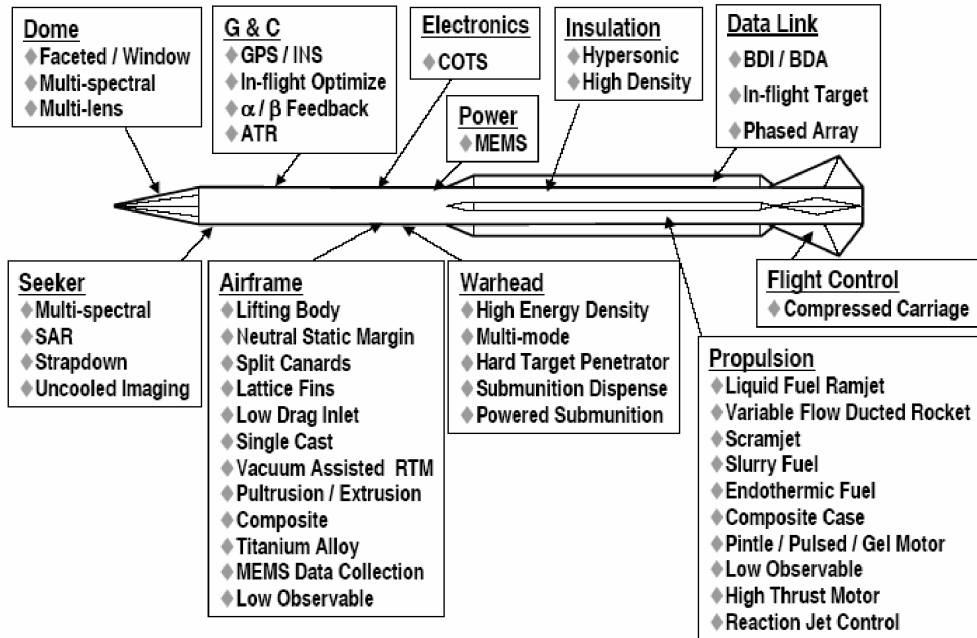 Dome
Faceted / Window
Multi-spectral
Multi-lens
G & C
GPS / INS
In-flight Optimize
α / β Feedback
ATR
Electronics
COTS
Power
MEMS
Insulation
Hypersonic
High Density
Data Link
BDI / BDA
In-flight Target
Phased Array
Seeker
Multi-spectral
SAR
Strapdown
Uncooled Imaging
Airframe
Lifting Body
Neutral Static Margin
Split Canards
Lattice Fins
Low Drag Inlet
Single Cast
Vacuum Assisted RTM
Pultrusion / Extrusion
Composite
Titanium Alloy
MEMS Data Collection
Low Observable
Warhead
High Energy Density
Multi-mode
Hard Target Penetrator
Submunition Dispense
Powered Submunition
Flight Control
Compressed Carriage
Propulsion
Liquid Fuel Ramjet
Variable Flow Ducted Rocket
Scramjet
Slurry Fuel
Endothermic Fuel
Composite Case
Pintle / Pulsed / Gel Motor
Low Observable
High Thrust Motor
Reaction Jet Control